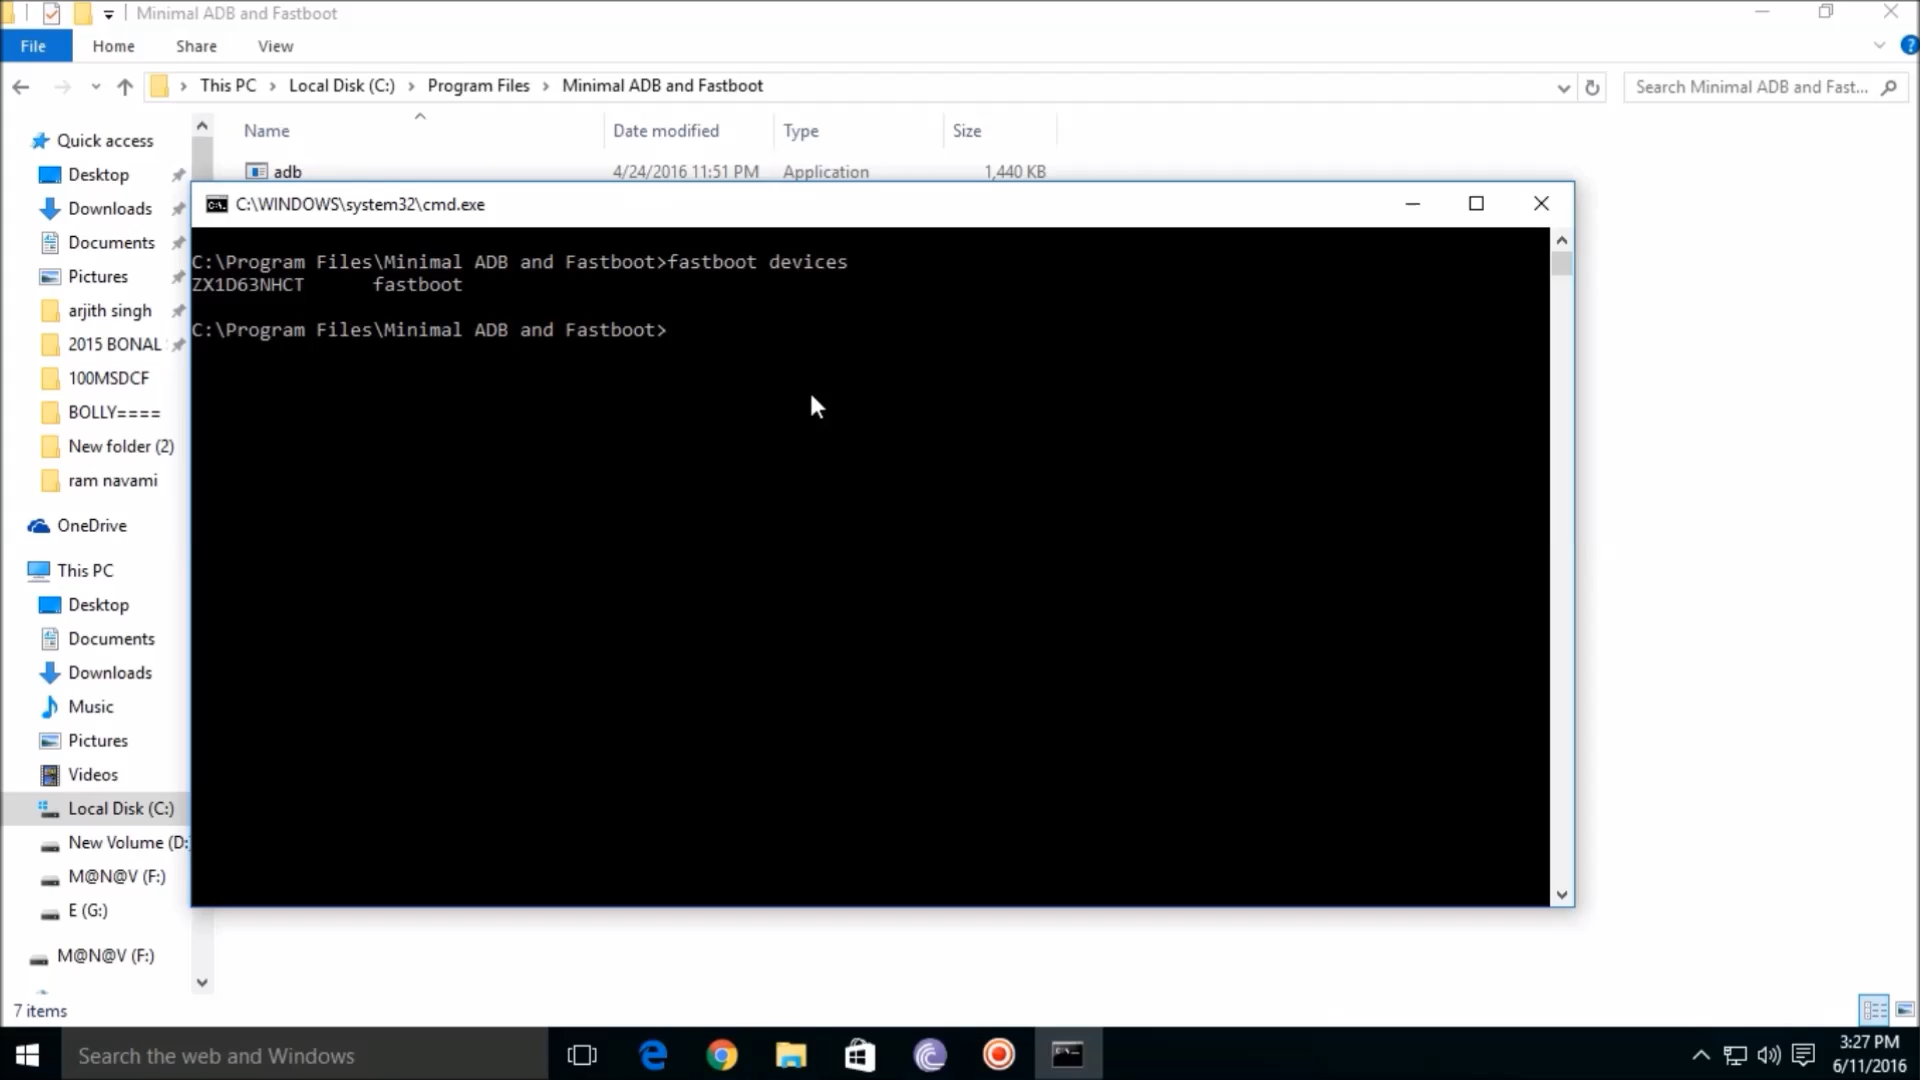 Minimal ADB and Fastboot
File Home Share View
This PC Local Disk (C:) Program Files Minimal ADB and Fastboot
Search Minimal ADB and Fast...
Name Date modified Type Size
adb 4/24/2016 11:51 PM Application 1,440 KB
Quick access
Desktop
Downloads
Documents
Pictures
arjith singh
2015 BONAL
100MSDCF
BOLLY====
New folder (2)
ram navami
OneDrive
This PC
Desktop
Documents
Downloads
Music
Pictures
Videos
Local Disk (C:)
New Volume (D:
M@N@V (F:)
E (G:)
M@N@V (F:)
7 items
C:\WINDOWS\system32\cmd.exe
C:\Program Files\Minimal ADB and Fastboot>fastboot devices
ZX1D63NHCT fastboot
C:\Program Files\Minimal ADB and Fastboot>
Search the web and Windows
3:27 PM
6/11/2016